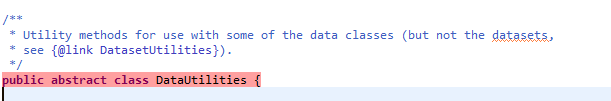 /**
* Utility methods for use with some of the data classes (but not the datasets,
* see {@link DatasetUtilities}).
*/
public abstract class DataUtilities {